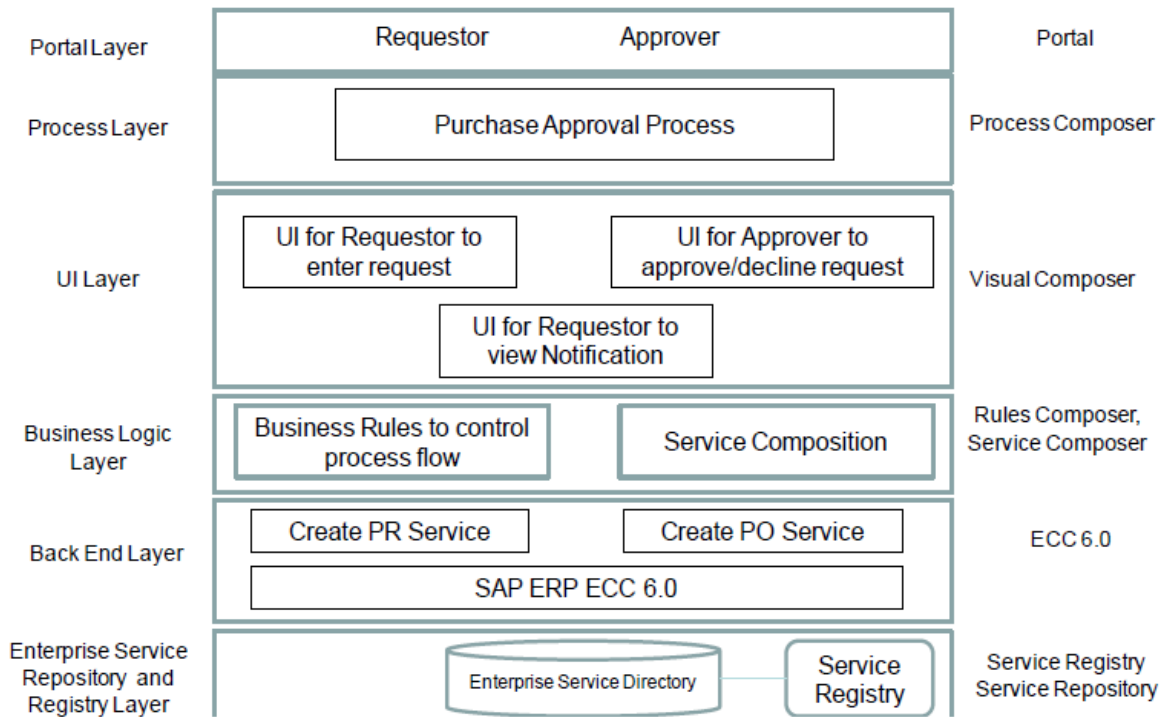 Portal Layer
Requestor
Approver
Portal
Process Layer
Purchase Approval Process
Process Composer
UI Layer
UI for Requestor to
enter request
UI for Approver to
approve/decline request
UI for Requestor to
view Notification
Visual Composer
Business Logic
Layer
Business Rules to control
process flow
Service Composition
Rules Composer,
Service Composer
Back End Layer
Create PR Service
Create PO Service
SAP ERP ECC 6.0
ECC 6.0
Enterprise Service
Repository and
Registry Layer
Enterprise Service Directory
Service
Registry
Service Registry
Service Repository